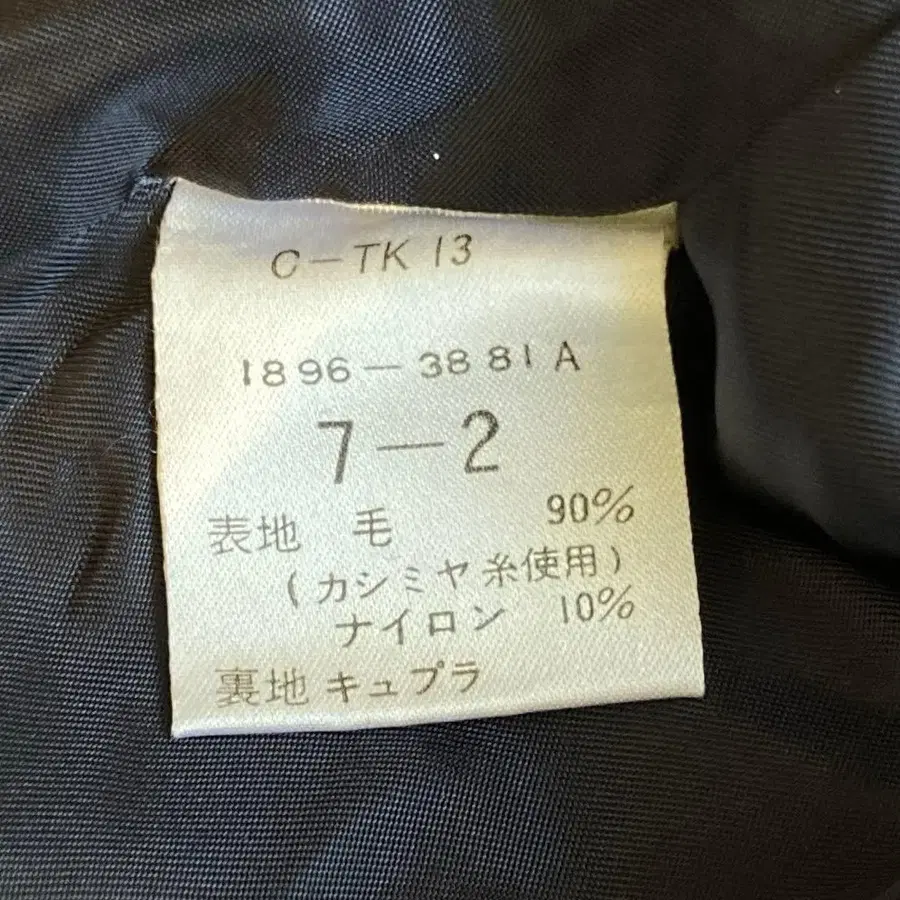 C-TK 13
1896-3881A
7-2
表地 毛 90%
(カシミヤ糸使用)
ナイロン 10%
裏地 キュプラ